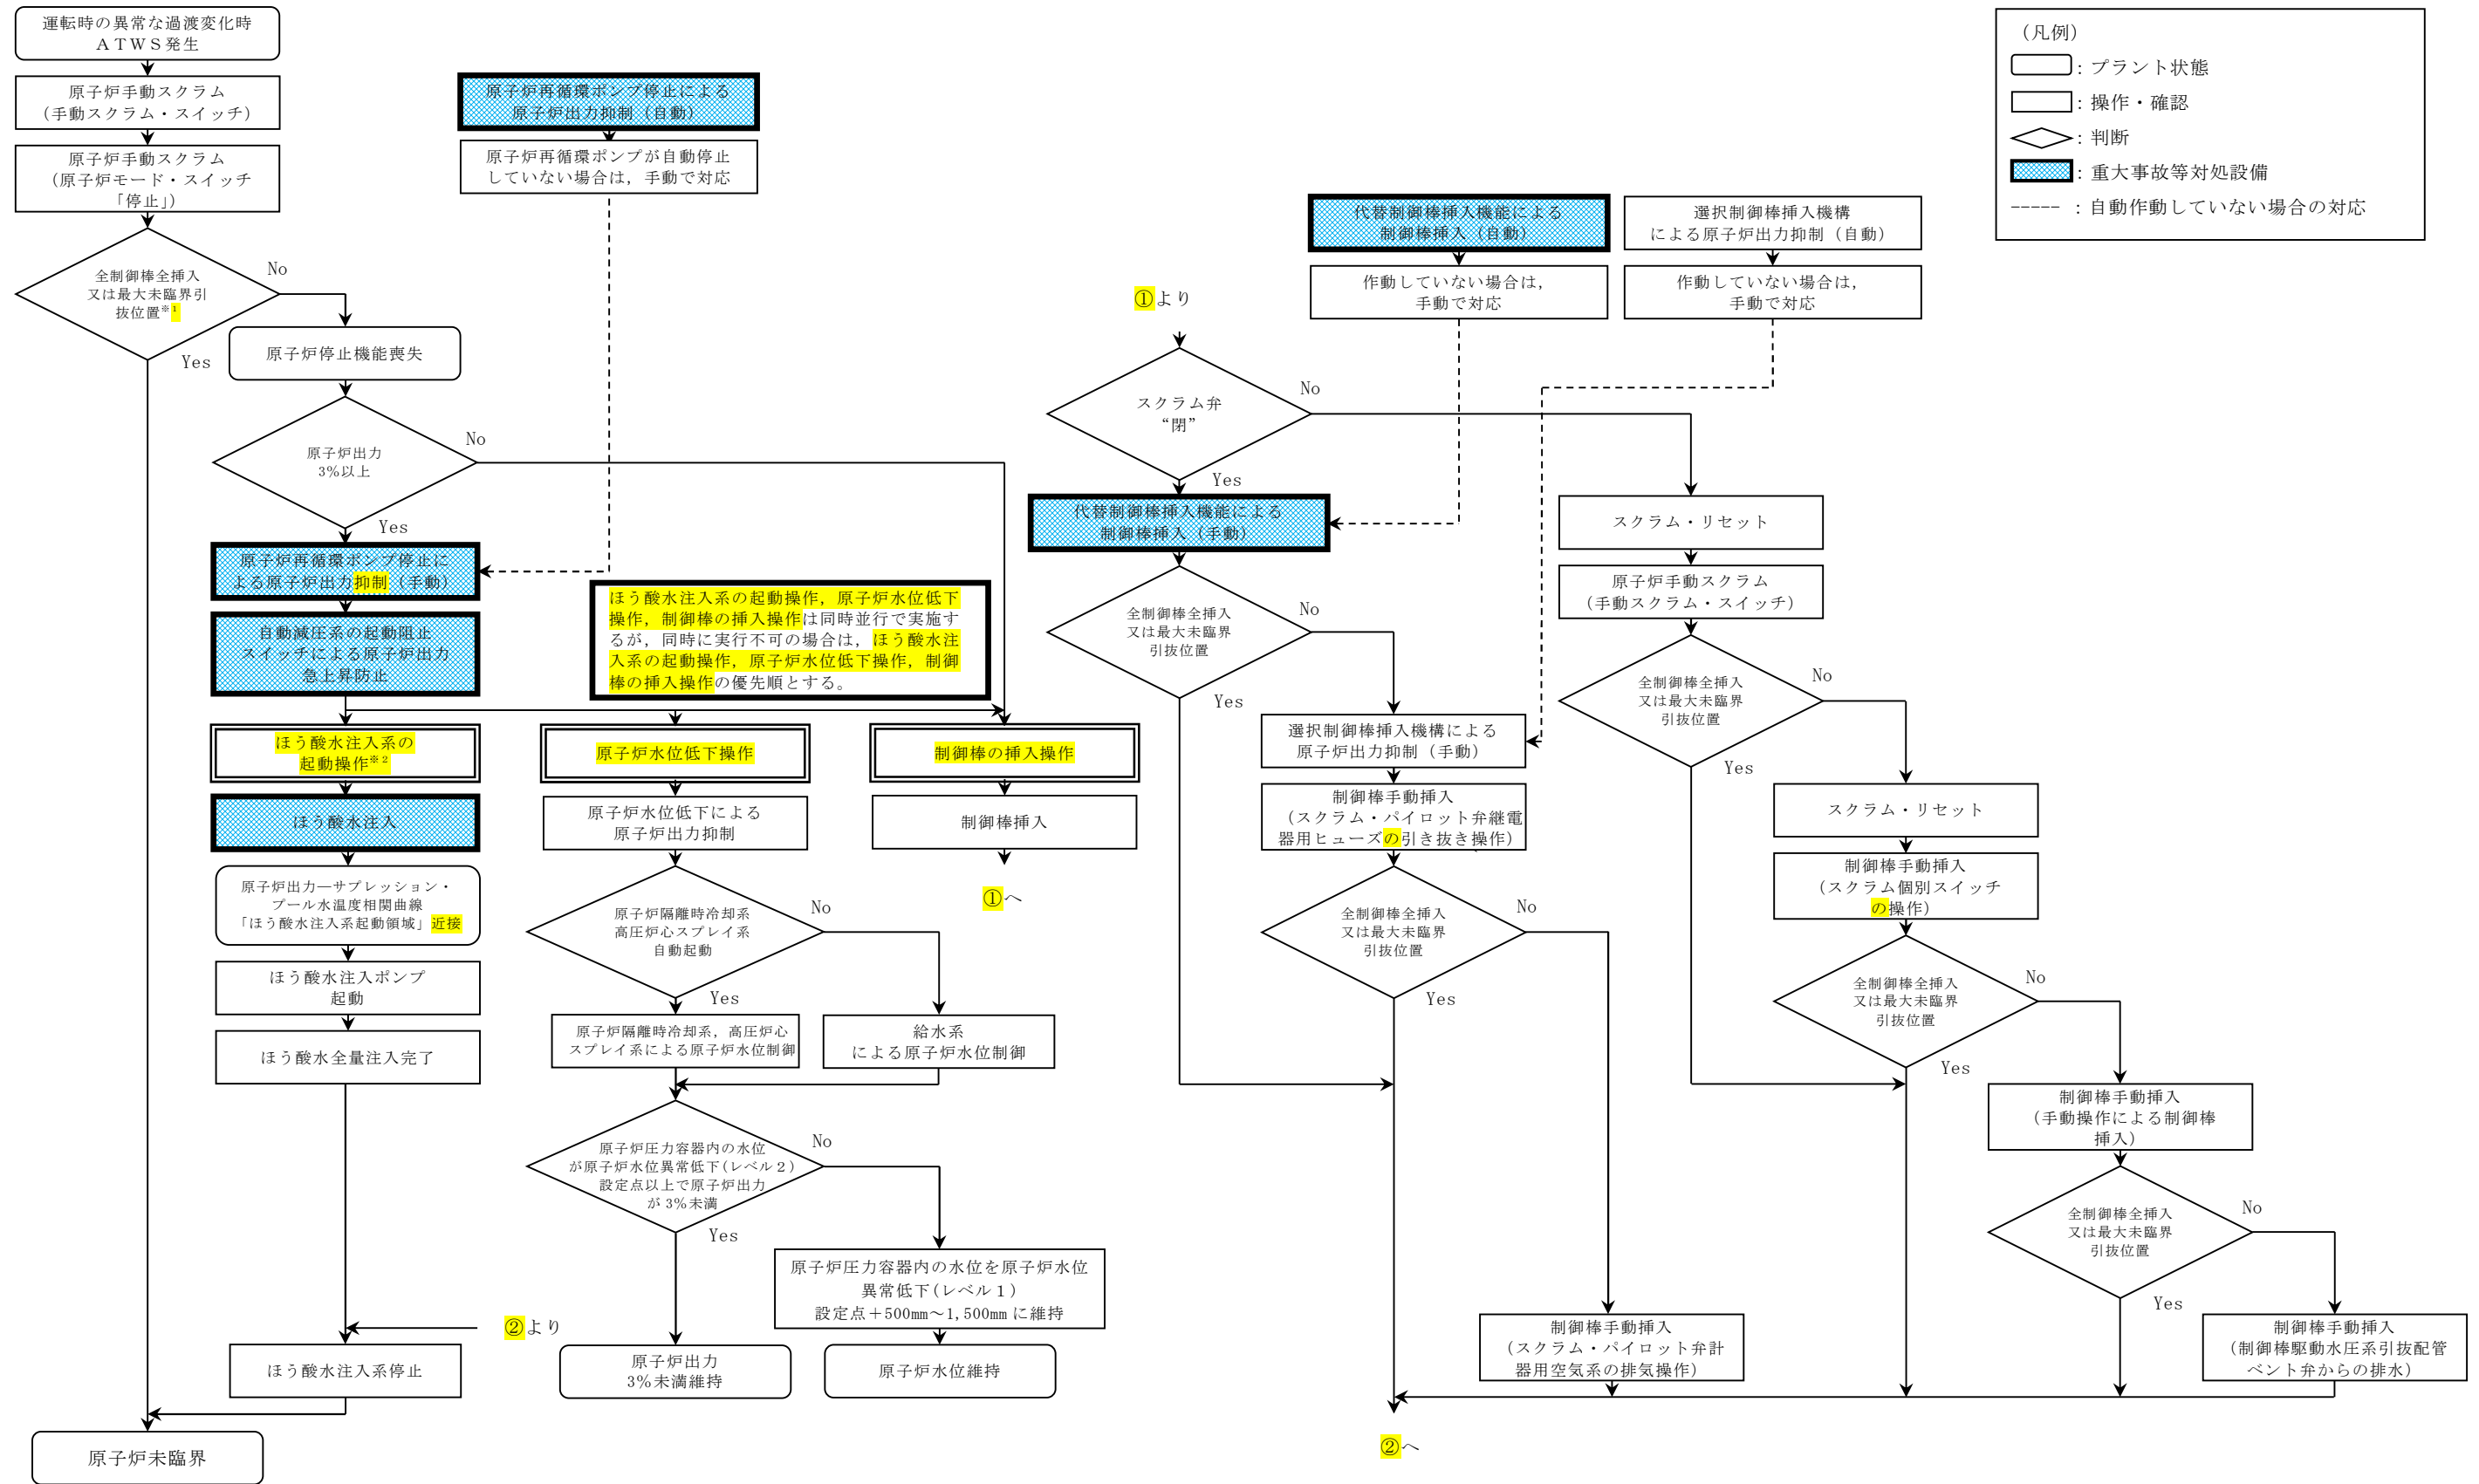 運転時の異常な過渡変化時
ATWS発生
原子炉手動スクラム
(手動スクラム・スイッチ)
原子炉手動スクラム
(原子炉モード・スイッチ
「停止」)
全制御棒全挿入
又は最大未臨界引
抜位置※1
No
Yes
原子炉停止機能喪失
原子炉出力
3%以上
No
Yes
原子炉再循環ポンプ停止による
原子炉出力抑制(自動)
原子炉再循環ポンプが自動停止
していない場合は,手動で対応
原子炉再循環ポンプ停止に
よる原子炉出力抑制(手動)
自動減圧系の起動阻止
スイッチによる原子炉出力
急上昇防止
ほう酸水注入系の起動操作,原子炉水位低下
操作,制御棒の挿入操作は同時並行で実施す
るが,同時に実行不可の場合は,ほう酸水注
入系の起動操作,原子炉水位低下操作,制御
棒の挿入操作の優先順とする。
ほう酸水注入系の
起動操作※2
ほう酸水注入
原子炉出力―サプレッション・
プール水温度相関曲線
「ほう酸水注入系起動領域」近接
ほう酸水注入ポンプ
起動
ほう酸水全量注入完了
②より
ほう酸水注入系停止
原子炉未臨界
原子炉水位低下操作
原子炉水位低下による
原子炉出力抑制
原子炉隔離時冷却系
高圧炉心スプレイ系
自動起動
No
Yes
原子炉隔離時冷却系,高圧炉心
スプレイ系による原子炉水位制御
給水系
による原子炉水位制御
原子炉圧力容器内の水位
が原子炉水位異常低下(レベル2)
設定点以上で原子炉出力
が3%未満
No
Yes
原子炉圧力容器内の水位を原子炉水位
異常低下(レベル1)
設定点+500mm~1,500mmに維持
原子炉出力
3%未満維持
原子炉水位維持
制御棒の挿入操作
制御棒挿入
①へ
①より
スクラム弁
“閉”
No
Yes
代替制御棒挿入機能による
制御棒挿入(自動)
作動していない場合は,
手動で対応
選択制御棒挿入機構
による原子炉出力抑制(自動)
作動していない場合は,
手動で対応
代替制御棒挿入機能による
制御棒挿入(手動)
全制御棒全挿入
又は最大未臨界
引抜位置
No
Yes
選択制御棒挿入機構による
原子炉出力抑制(手動)
制御棒手動挿入
(スクラム・パイロット弁継電
器用ヒューズの引き抜き操作)
全制御棒全挿入
又は最大未臨界
引抜位置
No
Yes
制御棒手動挿入
(スクラム・パイロット弁計
器用空気系の排気操作)
②へ
スクラム・リセット
原子炉手動スクラム
(手動スクラム・スイッチ)
全制御棒全挿入
又は最大未臨界
引抜位置
No
Yes
スクラム・リセット
制御棒手動挿入
(スクラム個別スイッチ
の操作)
全制御棒全挿入
又は最大未臨界
引抜位置
No
Yes
制御棒手動挿入
(手動操作による制御棒
挿入)
全制御棒全挿入
又は最大未臨界
引抜位置
No
Yes
制御棒手動挿入
(制御棒駆動水圧系引抜配管
ベント弁からの排水)
(凡例)
:プラント状態
:操作・確認
:判断
:重大事故等対処設備
:自動作動していない場合の対応